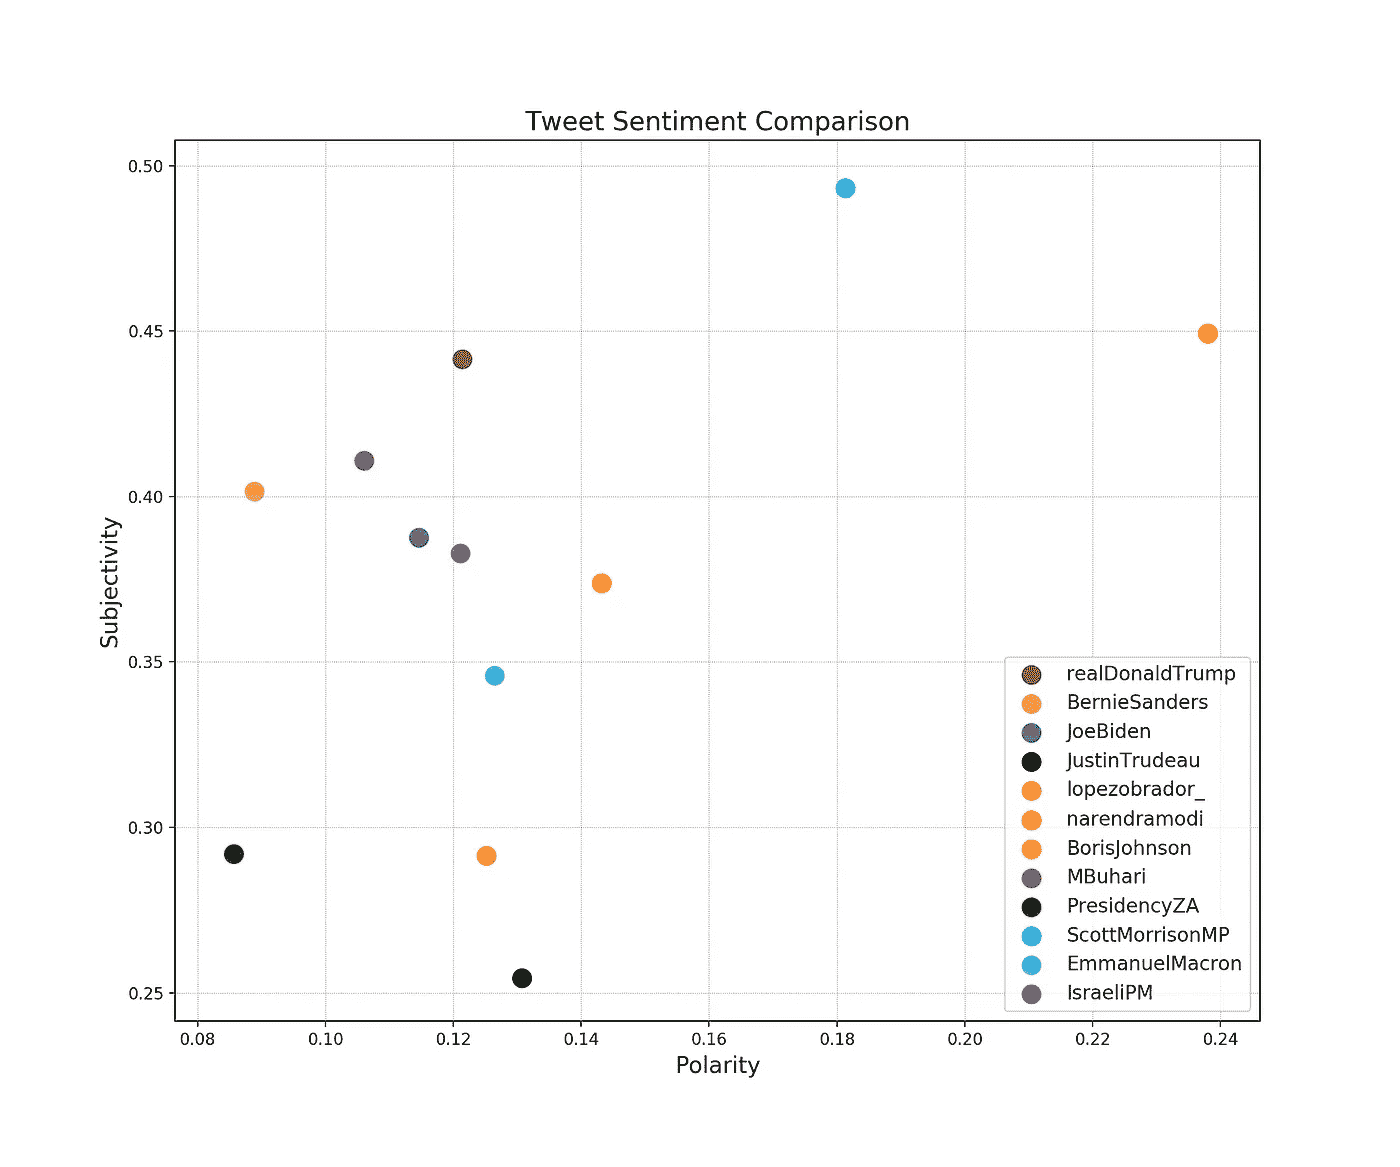 Tweet Sentiment Comparison
0.50
0.45
0.40
0.35
0.30
0.25
Subjectivity
realDonaldTrump
BernieSanders
JoeBiden
JustinTrudeau
lopezobrador_
narendramodi
BorisJohnson
MBuhari
PresidencyZA
ScottMorrisonMP
EmmanuelMacron
IsraeliPM
0.08 0.10 0.12 0.14 0.16 0.18 0.20 0.22 0.24
Polarity